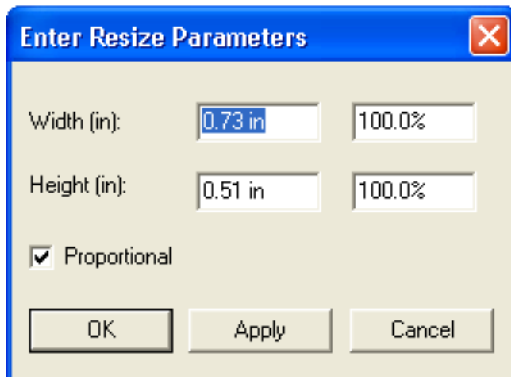 Enter Resize Parameters
Width (in): 0.73 in 100.0%
Height (in): 0.51 in 100.0%
Proportional
OK Apply Cancel